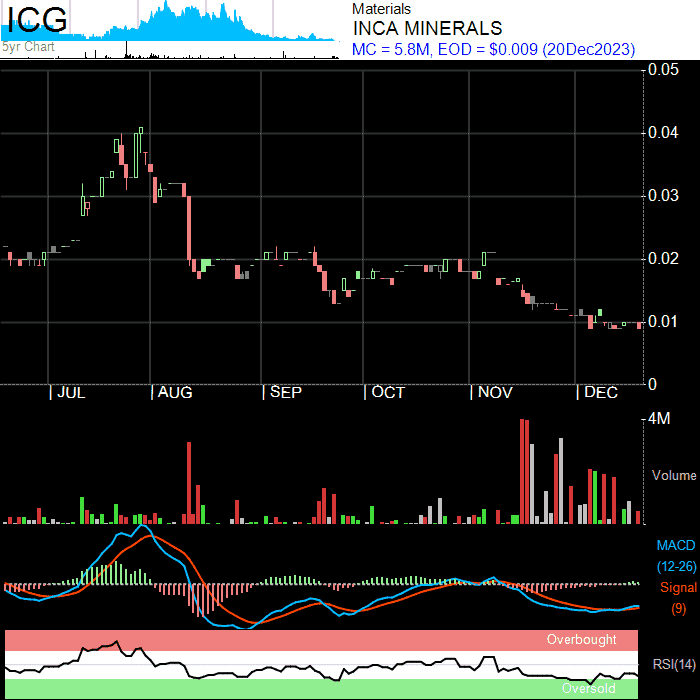 ICG
5yr Chart
Materials
INCA MINERALS
MC = 5.8M, EOD = $0.009 (20Dec2023)
0.05
0.04
0.03
0.02
0.01
0
| JUL | AUG | SEP | OCT | NOV | DEC
4M
Volume
MACD
(12-26)
Signal
(9)
Overbought
RSI(14)
Oversold